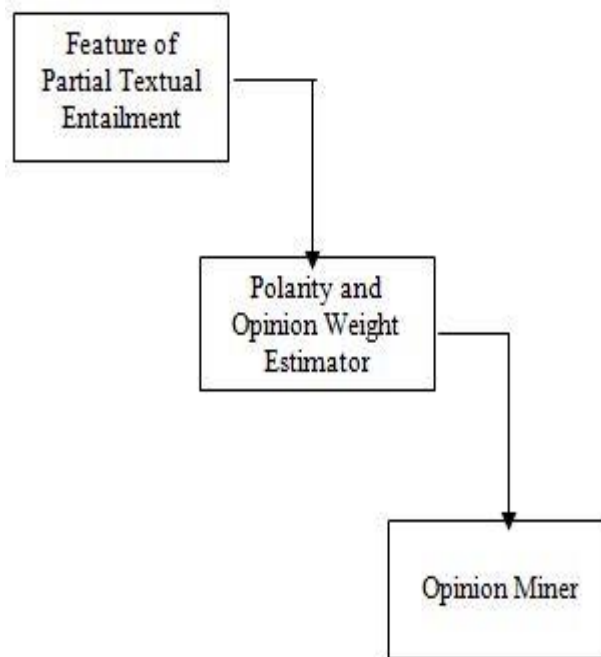 Feature of
Partial Textual
Entailment
Polarity and
Opinion Weight
Estimator
Opinion Miner